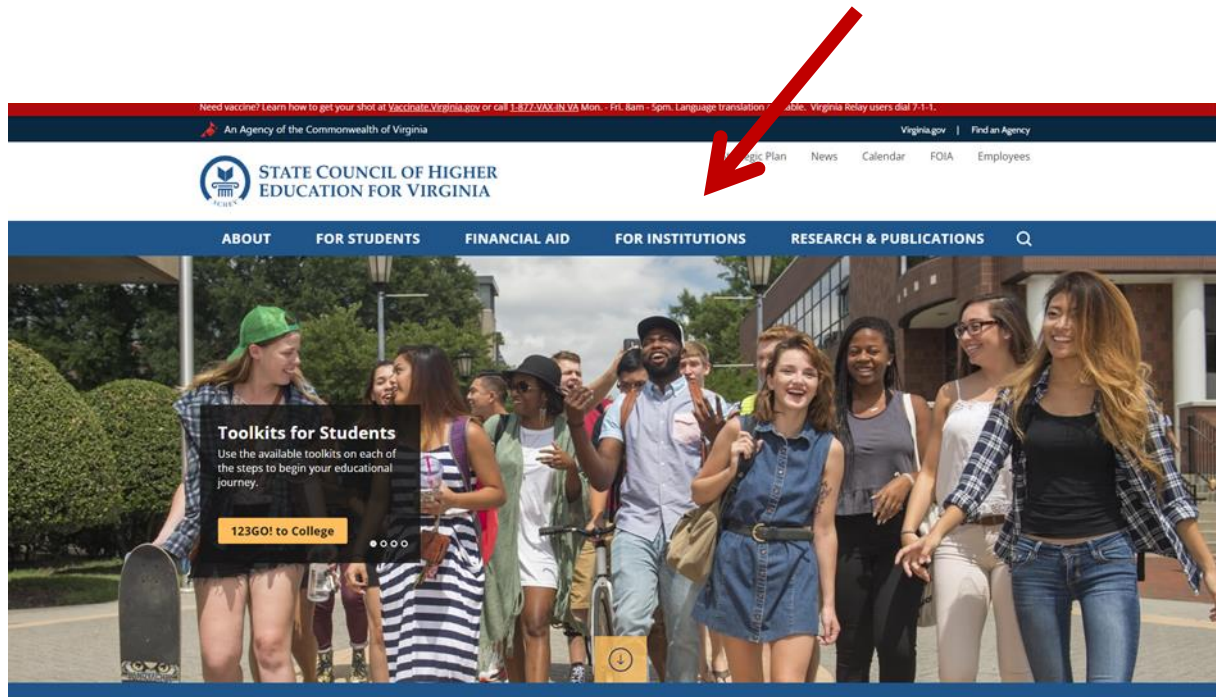 Need vaccine? Learn how to get your shot at Vaccinate.Virginia.gov or call 1-877-VAX-IN VA Mon. - Fri. 8am - 5pm. Language translation Virginia Relay users dial 7-1-1.
An Agency of the Commonwealth of Virginia
Virginia.gov | Find an Agency
Plan News Calendar FOIA Employees
SCHEV
STATE COUNCIL OF HIGHER
EDUCATION FOR VIRGINIA
ABOUT FOR STUDENTS FINANCIAL AID FOR INSTITUTIONS RESEARCH & PUBLICATIONS
Toolkits for Students
Use the available toolkits on each of
the steps to begin your educational
journey.
123GO! to College